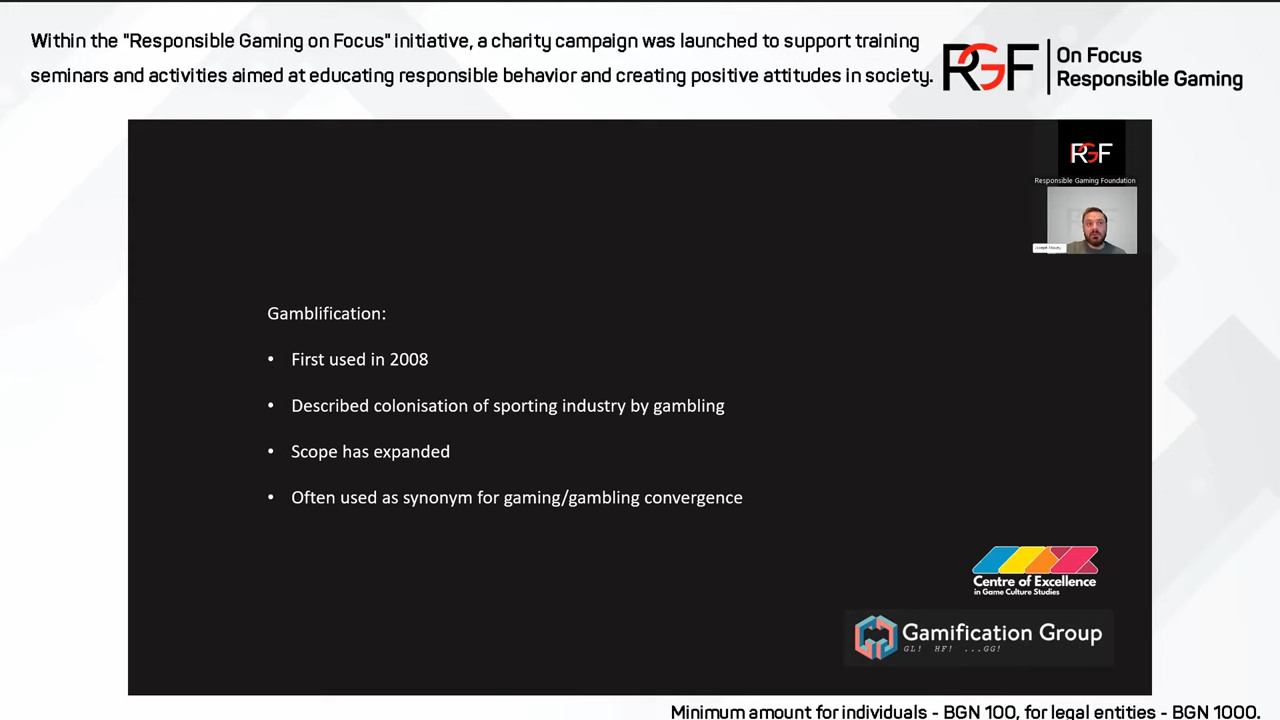 Within the "Responsible Gaming on Focus" initiative, a charity campaign was launched to support training
seminars and activities aimed at educating responsible behavior and creating positive attitudes in society.
RGF
On Focus
Responsible Gaming
RGF
Responsible Gaming Foundation
Gamblification:
• First used in 2008
• Described colonisation of sporting industry by gambling
• Scope has expanded
• Often used as synonym for gaming/gambling convergence
Centre of Excellence
in Game Culture Studies
Gamification Group
GL! HF! ...GG!
Minimum amount for individuals - BGN 100, for legal entities - BGN 1000.